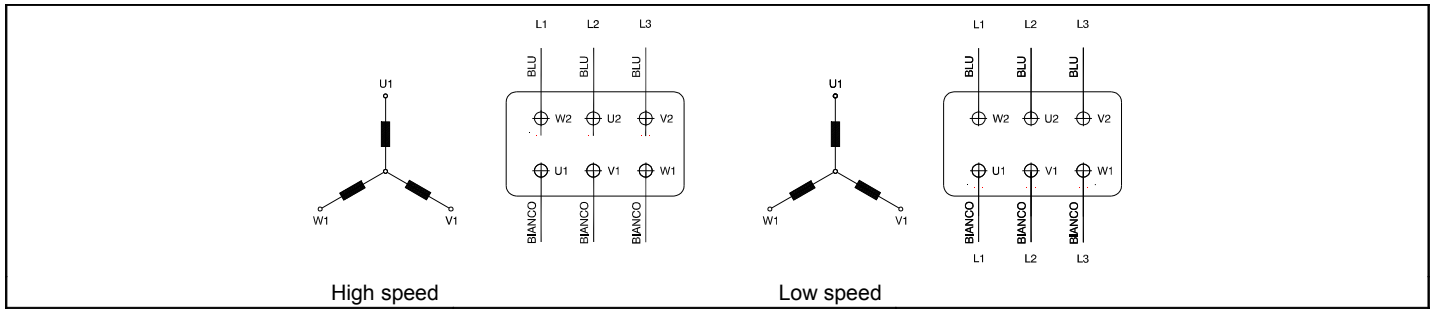 L1 L2 L3
BLU BLU BLU
U1
W2 U2 V2
U1 V1 W1
W1 V1
BIANCO BIANCO BIANCO
High speed
L1 L2 L3
BLU BLU BLU
U1
W2 U2 V2
U1 V1 W1
W1 V1
BIANCO BIANCO BIANCO
L1 L2 L3
Low speed